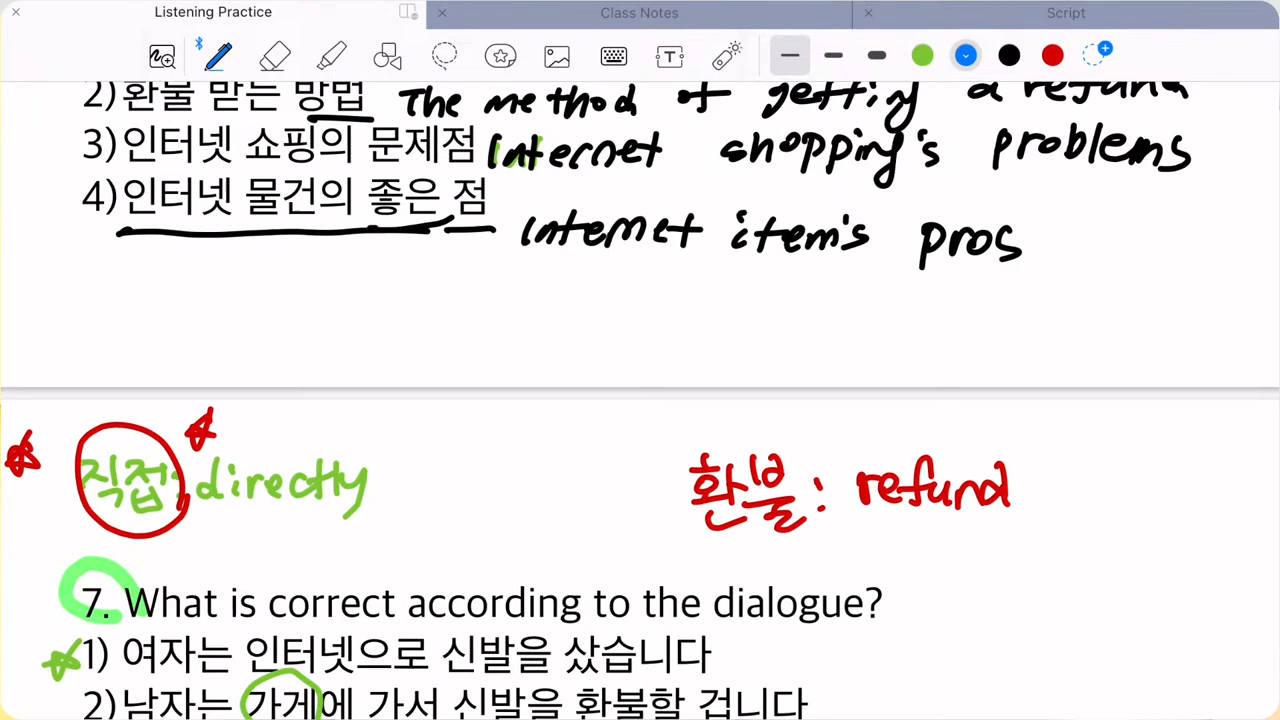 Listening Practice Class Notes Script
2) 환불 받는 방법 The method of getting a refund
3) 인터넷 쇼핑의 문제점 Internet shopping's problems
4) 인터넷 물건의 좋은 점 Internet item's pros
직접: directly 환불: refund
7. What is correct according to the dialogue?
1) 여자는 인터넷으로 신발을 샀습니다
2) 남자는 가게에 가서 신발을 환불할 겁니다